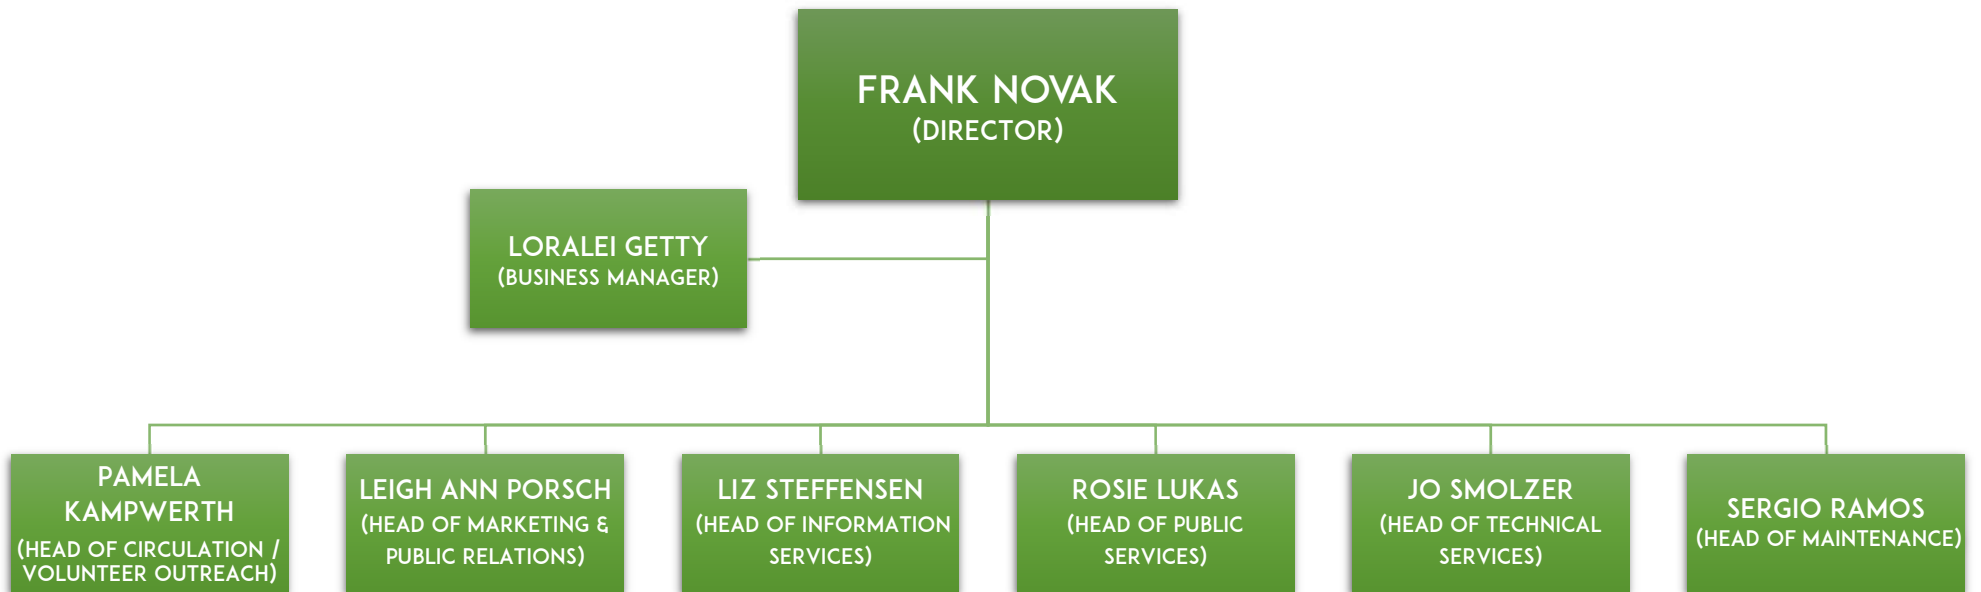 FRANK NOVAK
(DIRECTOR)
LORALEI GETTY
(BUSINESS MANAGER)
PAMELA
KAMPWERTH
(HEAD OF CIRCULATION /
VOLUNTEER OUTREACH)
LEIGH ANN PORSCH
(HEAD OF MARKETING &
PUBLIC RELATIONS)
LIZ STEFFENSEN
(HEAD OF INFORMATION
SERVICES)
ROSIE LUKAS
(HEAD OF PUBLIC
SERVICES)
JO SMOLZER
(HEAD OF TECHNICAL
SERVICES)
SERGIO RAMOS
(HEAD OF MAINTENANCE)